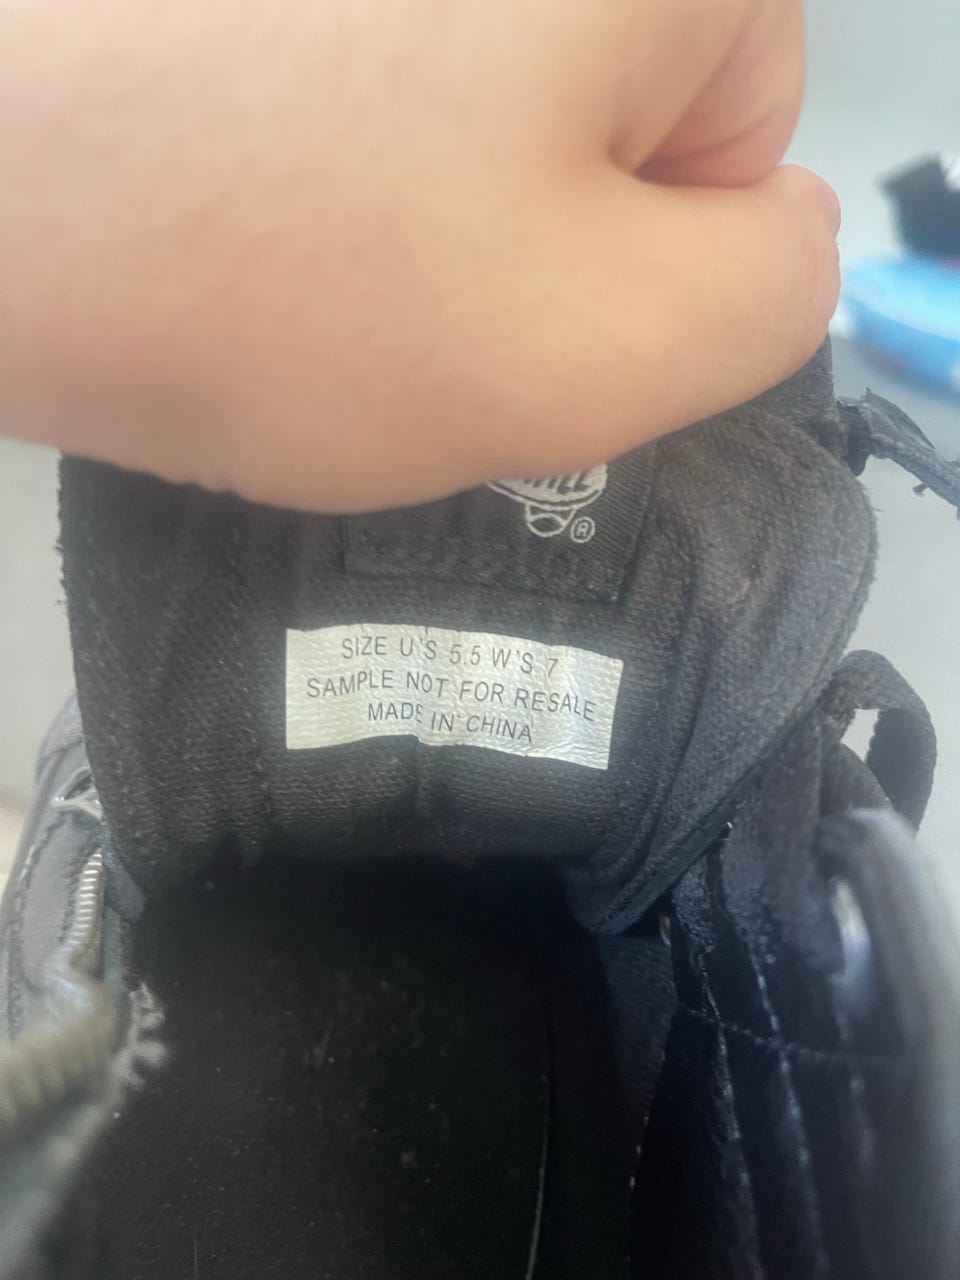 ®
SIZE U'S 5.5 W'S 7
SAMPLE NOT FOR RESALE
MADE IN CHINA